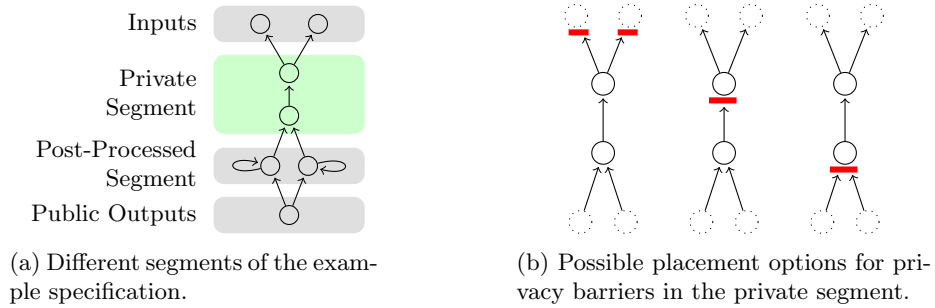 Inputs
Private
Segment
Post-Processed
Segment
Public Outputs
(a) Different segments of the exam-
ple specification.
(b) Possible placement options for pri-
vacy barriers in the private segment.